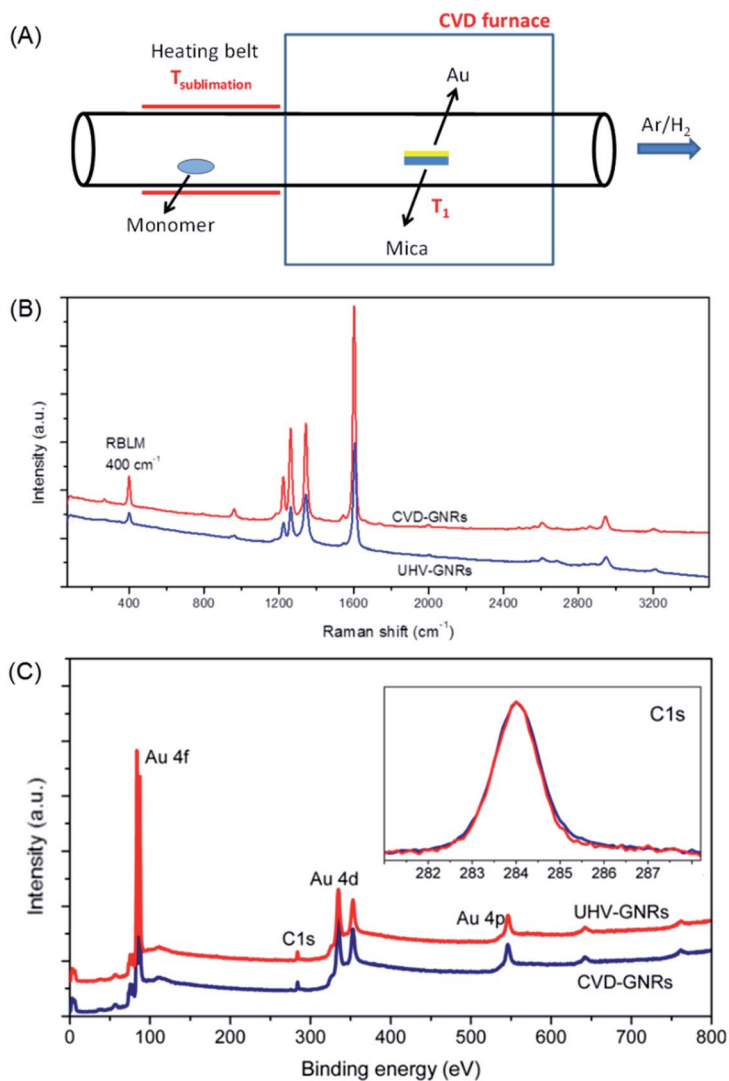 (A)
CVD furnace
Heating belt
T_sublimation
Au
Ar/H₂
Monomer
T₁
Mica
(B)
Intensity (a.u.)
RBLM
400 cm⁻¹
CVD-GNRs
UHV-GNRs
400 800 1200 1600 2000 2400 2800 3200
Raman shift (cm⁻¹)
(C)
Intensity (a.u.)
Au 4f
C1s
Au 4d
Au 4p
UHV-GNRs
CVD-GNRs
C1s
282 283 284 285 286 287
0 100 200 300 400 500 600 700 800
Binding energy (eV)